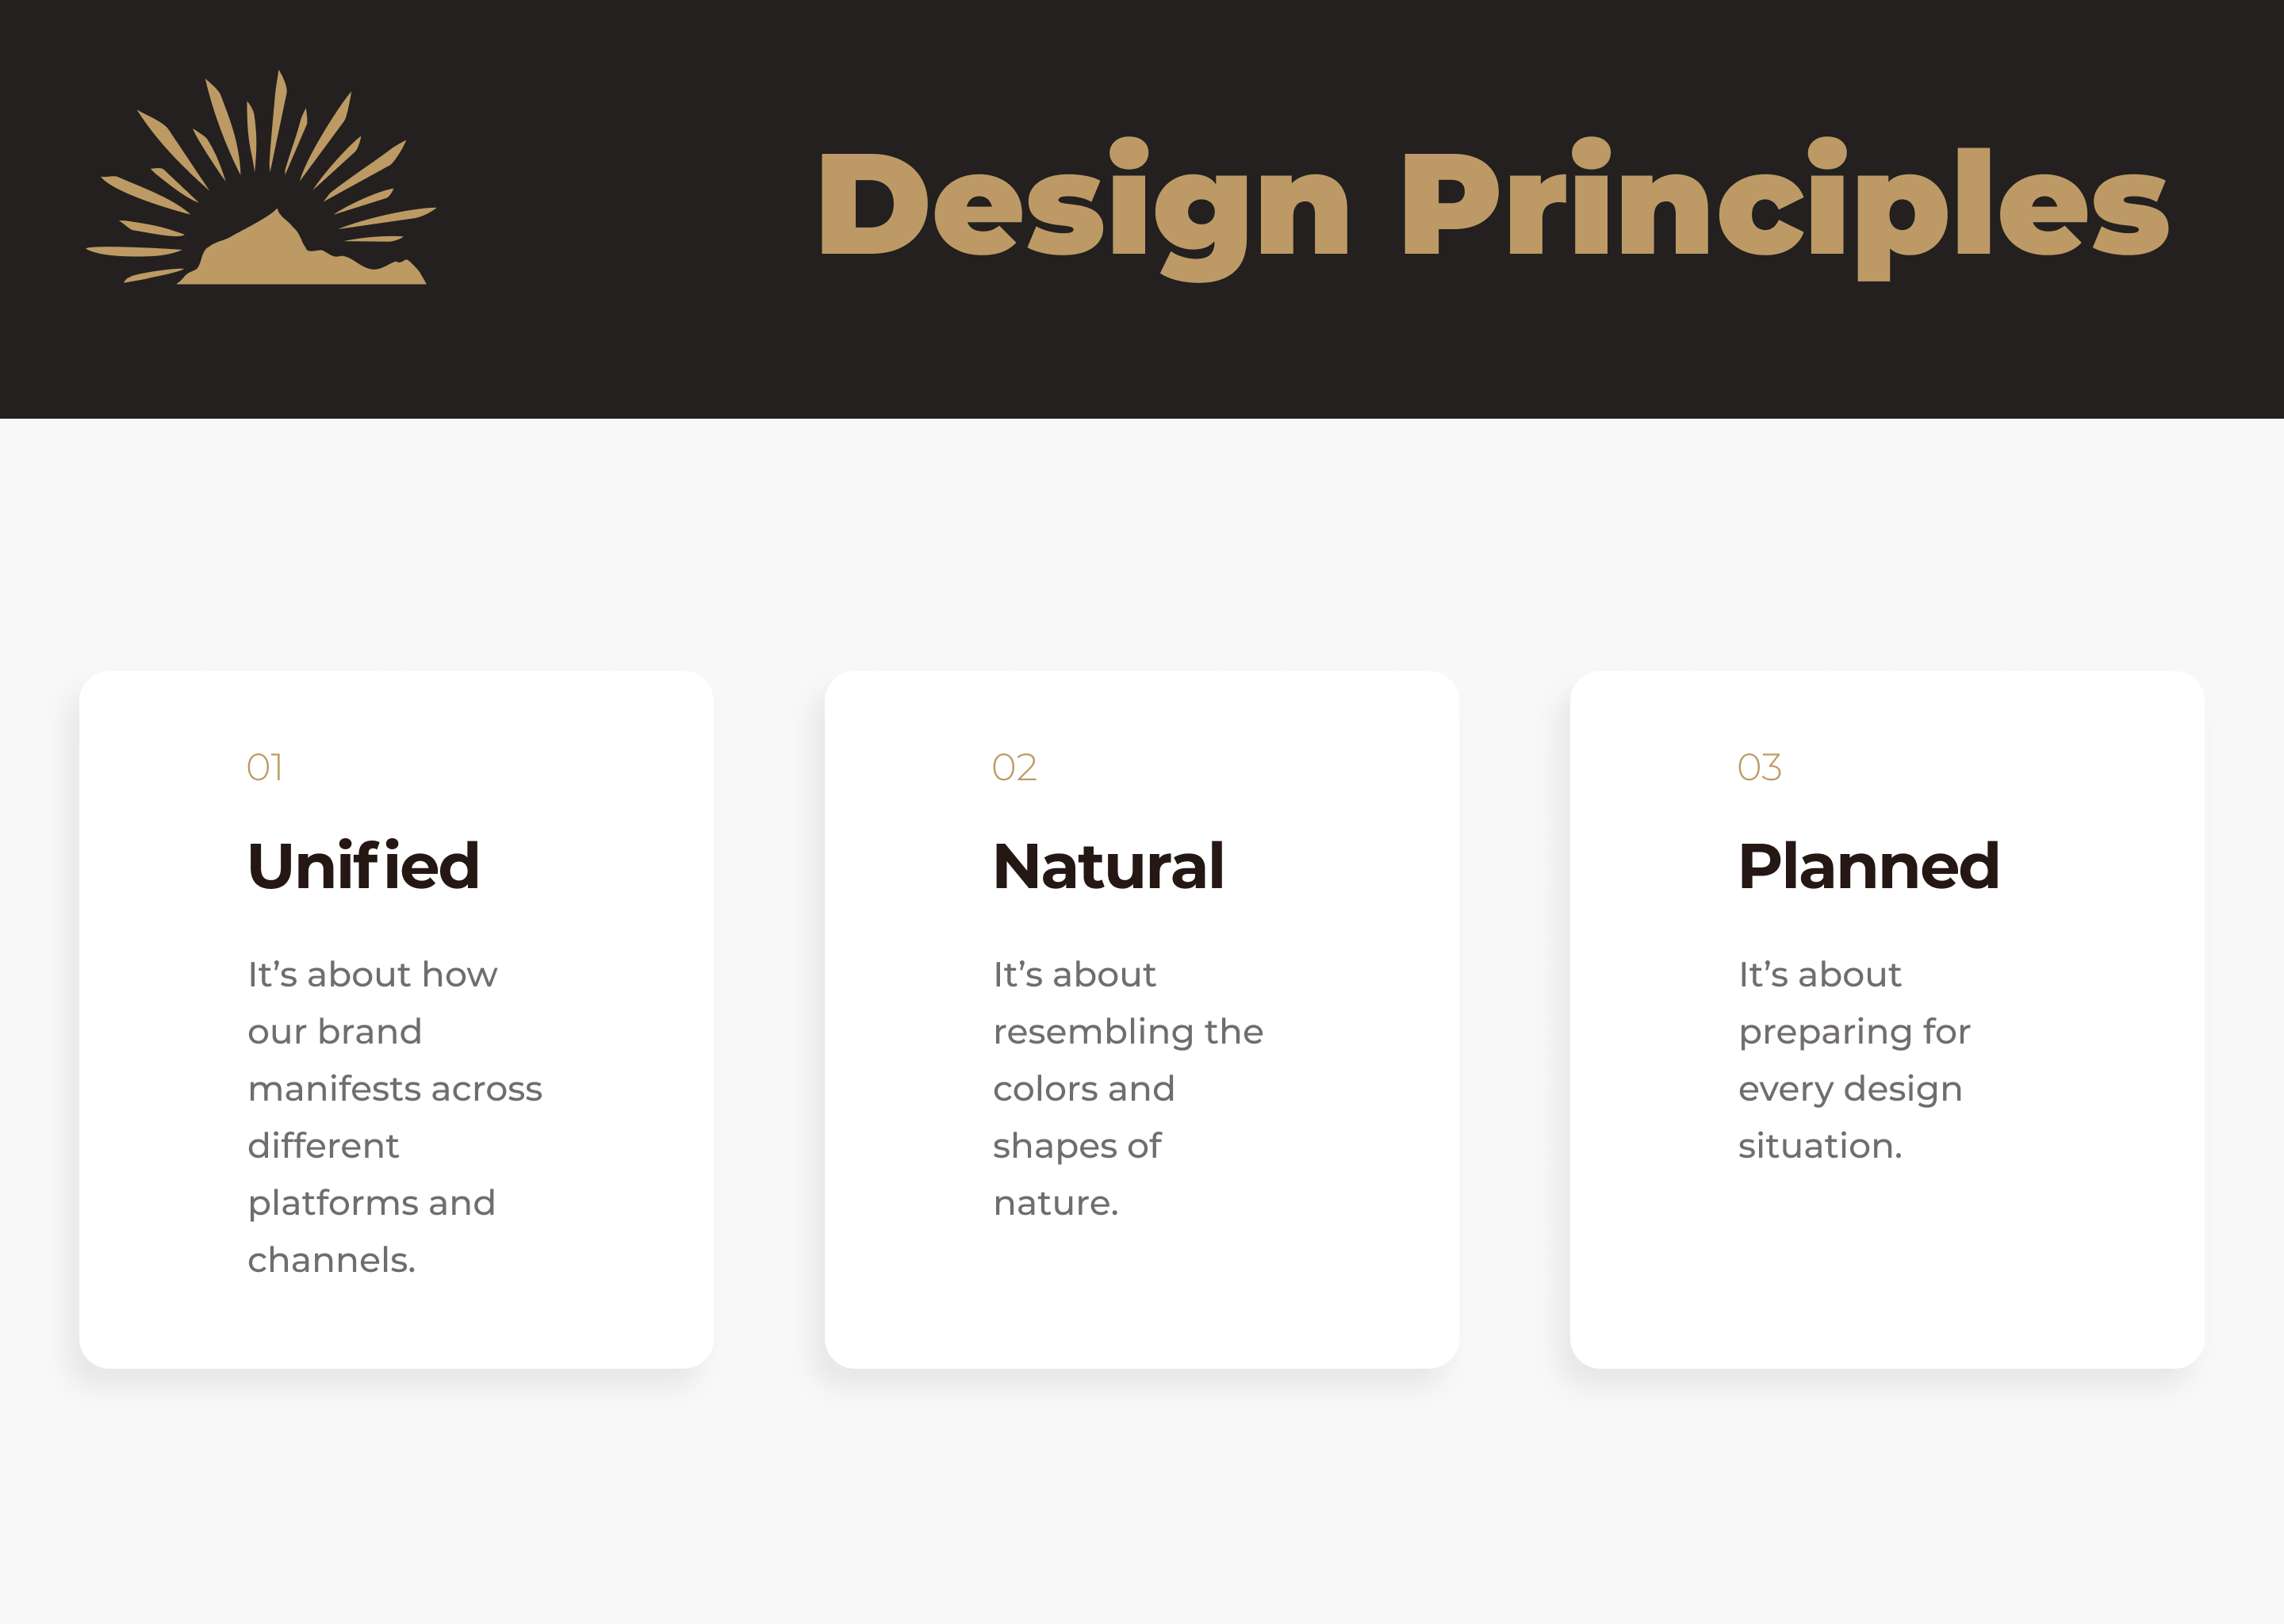 Design Principles
01
Unified
It’s about how
our brand
manifests across
different
platforms and
channels.
02
Natural
It’s about
resembling the
colors and
shapes of
nature.
03
Planned
It’s about
preparing for
every design
situation.